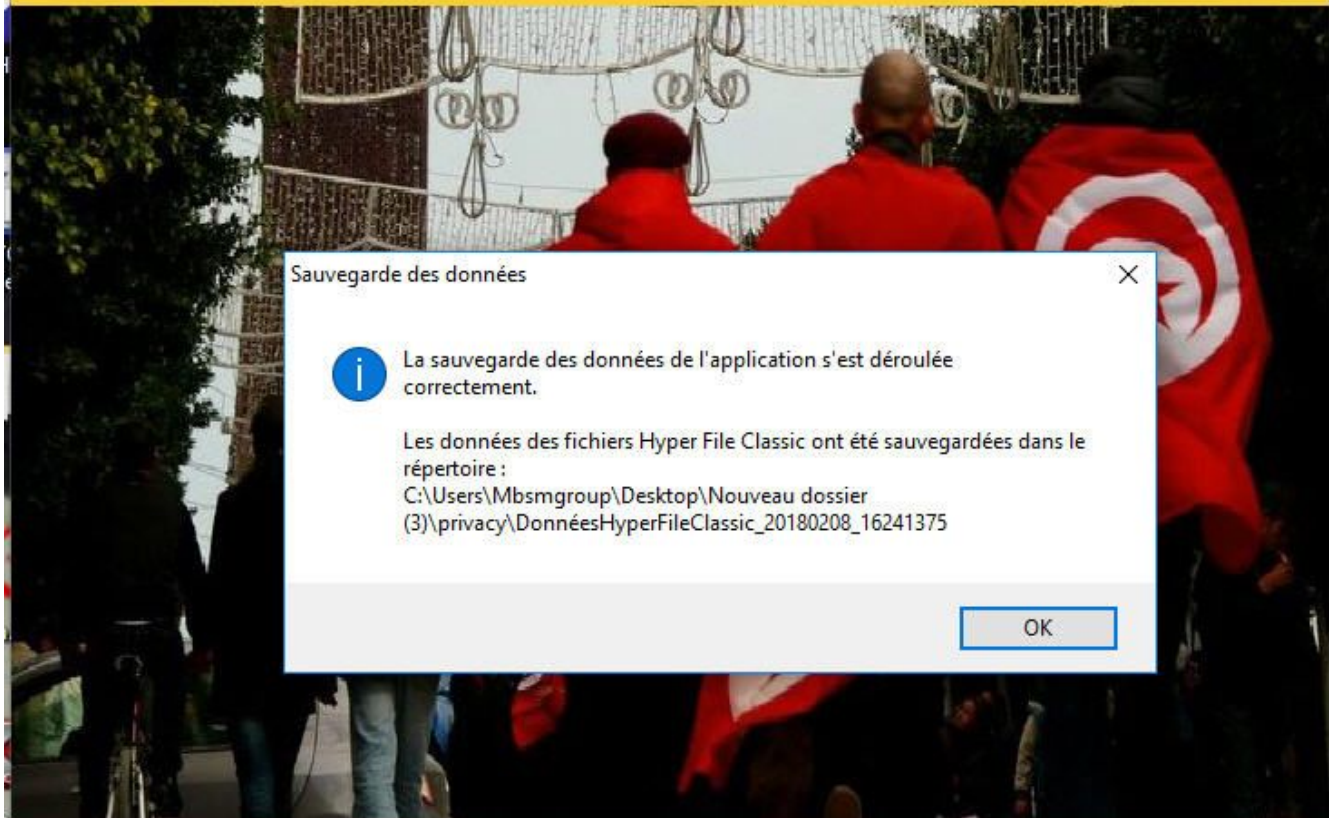 Sauvegarde des données
La sauvegarde des données de l'application s'est déroulée
correctement.
Les données des fichiers Hyper File Classic ont été sauvegardées dans le
répertoire :
C:\Users\Mbsmgroup\Desktop\Nouveau dossier
(3)\privacy\DonnéesHyperFileClassic_20180208_16241375
OK